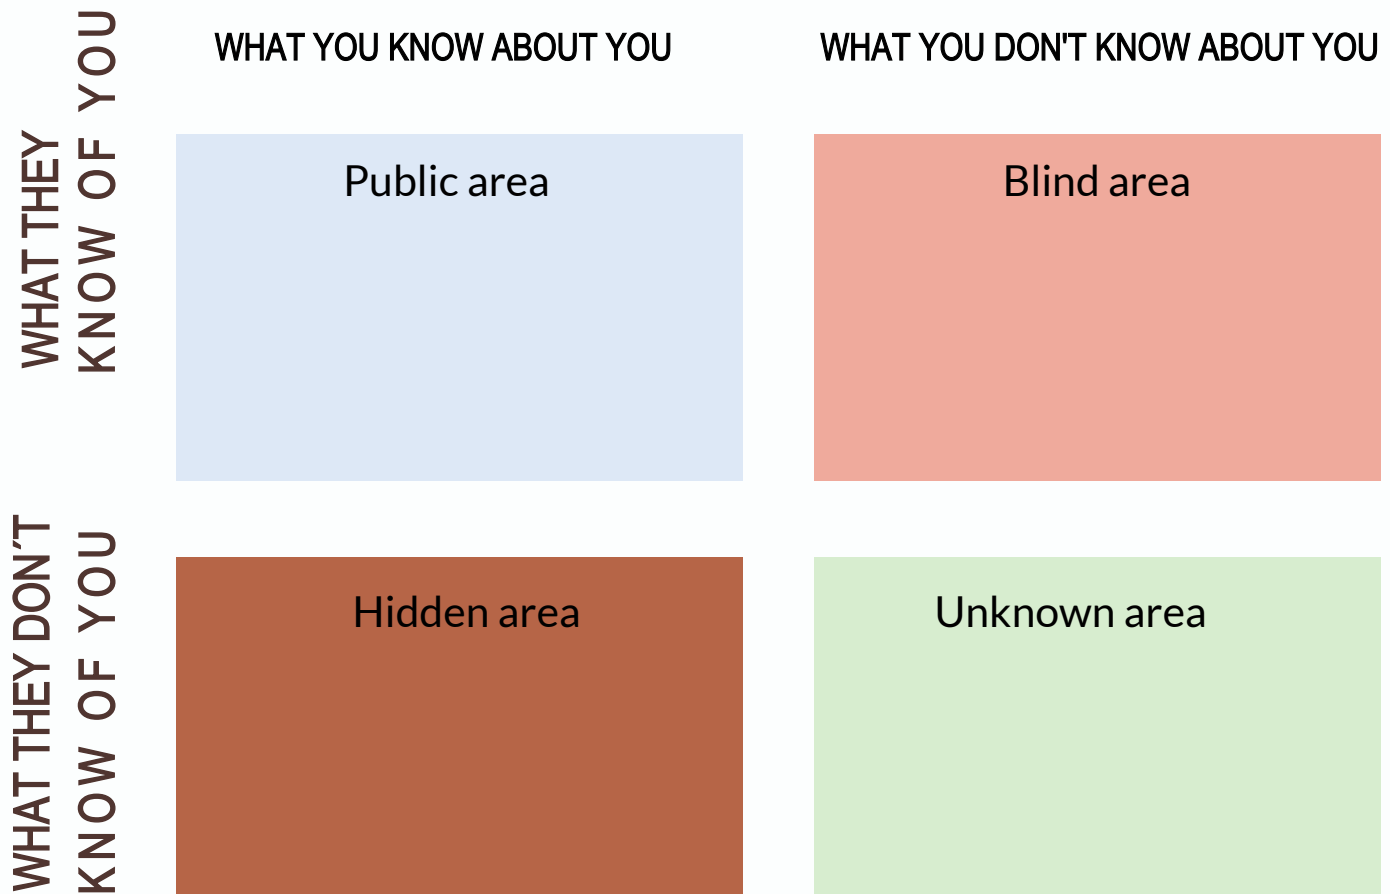 WHAT YOU KNOW ABOUT YOU
WHAT YOU DON'T KNOW ABOUT YOU
WHAT THEY
KNOW OF YOU
Public area
Blind area
WHAT THEY DON´T
KNOW OF YOU
Hidden area
Unknown area